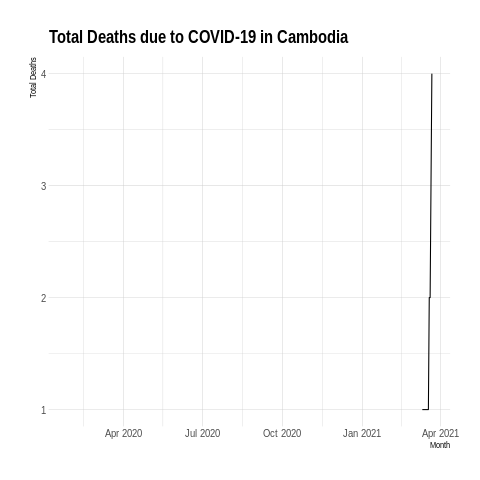 Total Deaths due to COVID-19 in Cambodia
Total Deaths
4
3
2
1
Apr 2020
Jul 2020
Oct 2020
Jan 2021
Apr 2021
Month